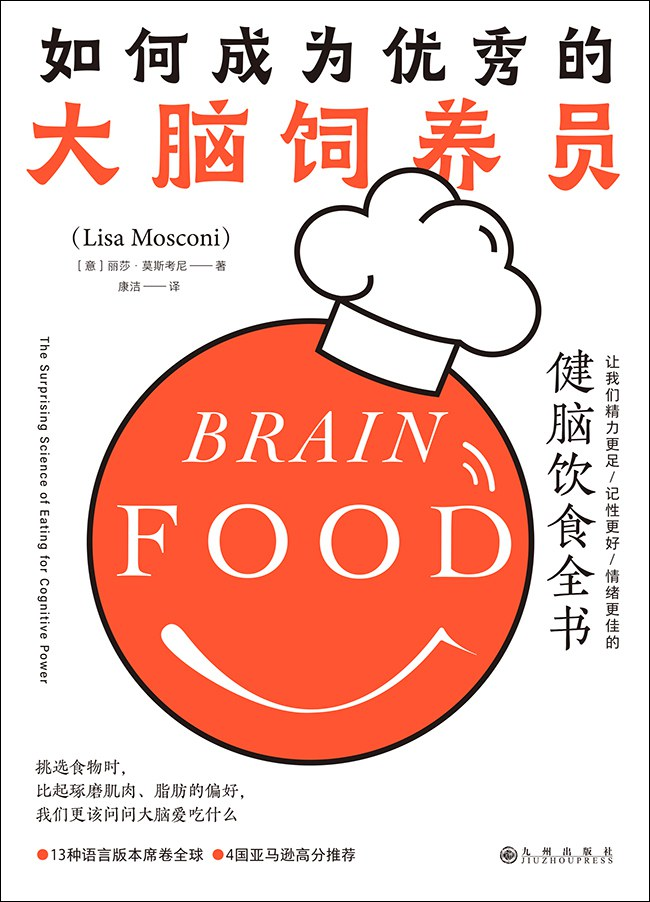 如何成为优秀的
大脑饲养员
(Lisa Mosconi)
[意]丽莎·莫斯考尼——著
康洁——译
The Surprising Science of Eating for Cognitive Power
BRAIN
FOOD
让我们精力更足/记性更好/情绪更佳的
健脑饮食全书
挑选食物时，
比起琢磨肌肉、脂肪的偏好，
我们更该问问大脑爱吃什么
●13种语言版本席卷全球 ●4国亚马逊高分推荐
九州出版社
JIUZHOUPRESS